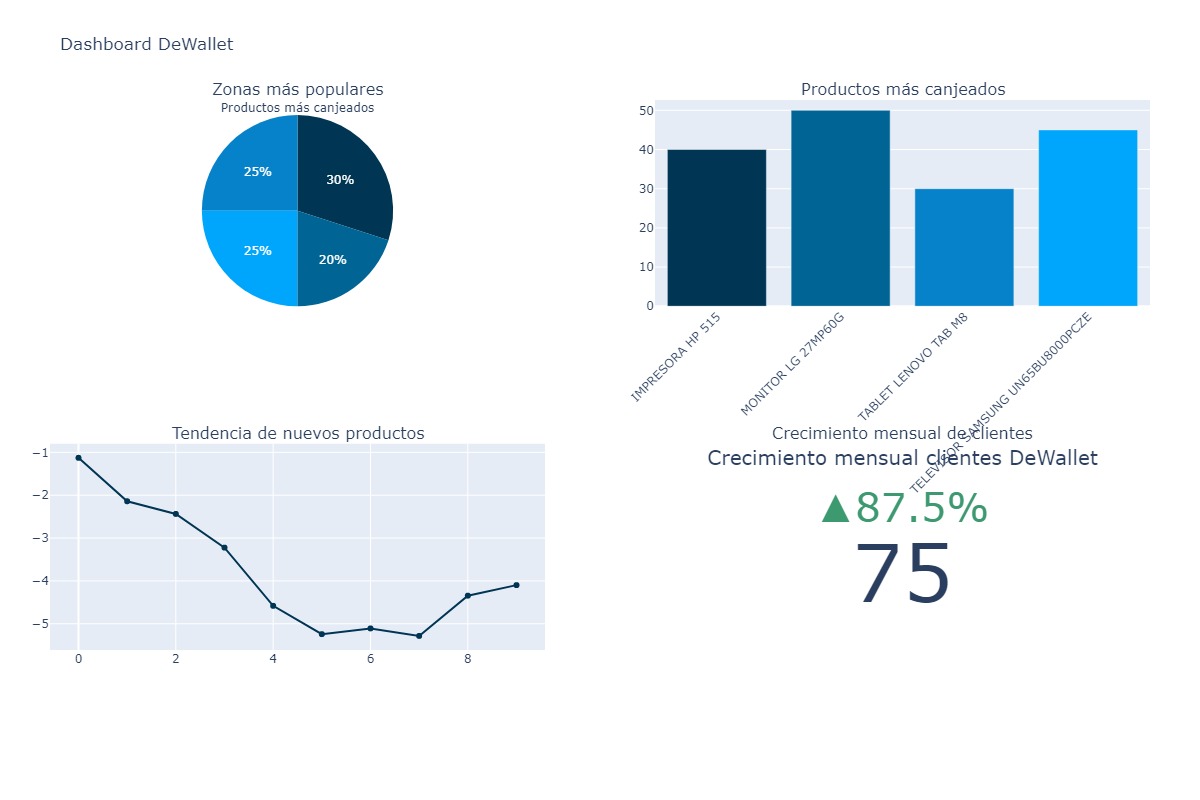 Dashboard DeWallet
Zonas más populares
Productos más canjeados
25%
30%
25%
20%
Productos más canjeados
50
40
30
20
10
0
IMPRESORA HP 515
MONITOR LG 27MP60G
TABLET LENOVO TAB M8
TELEVISOR SAMSUNG UN65BU8000PCZE
Tendencia de nuevos productos
−1
−2
−3
−4
−5
0 2 4 6 8
Crecimiento mensual de clientes
Crecimiento mensual clientes DeWallet
▲87.5%
75